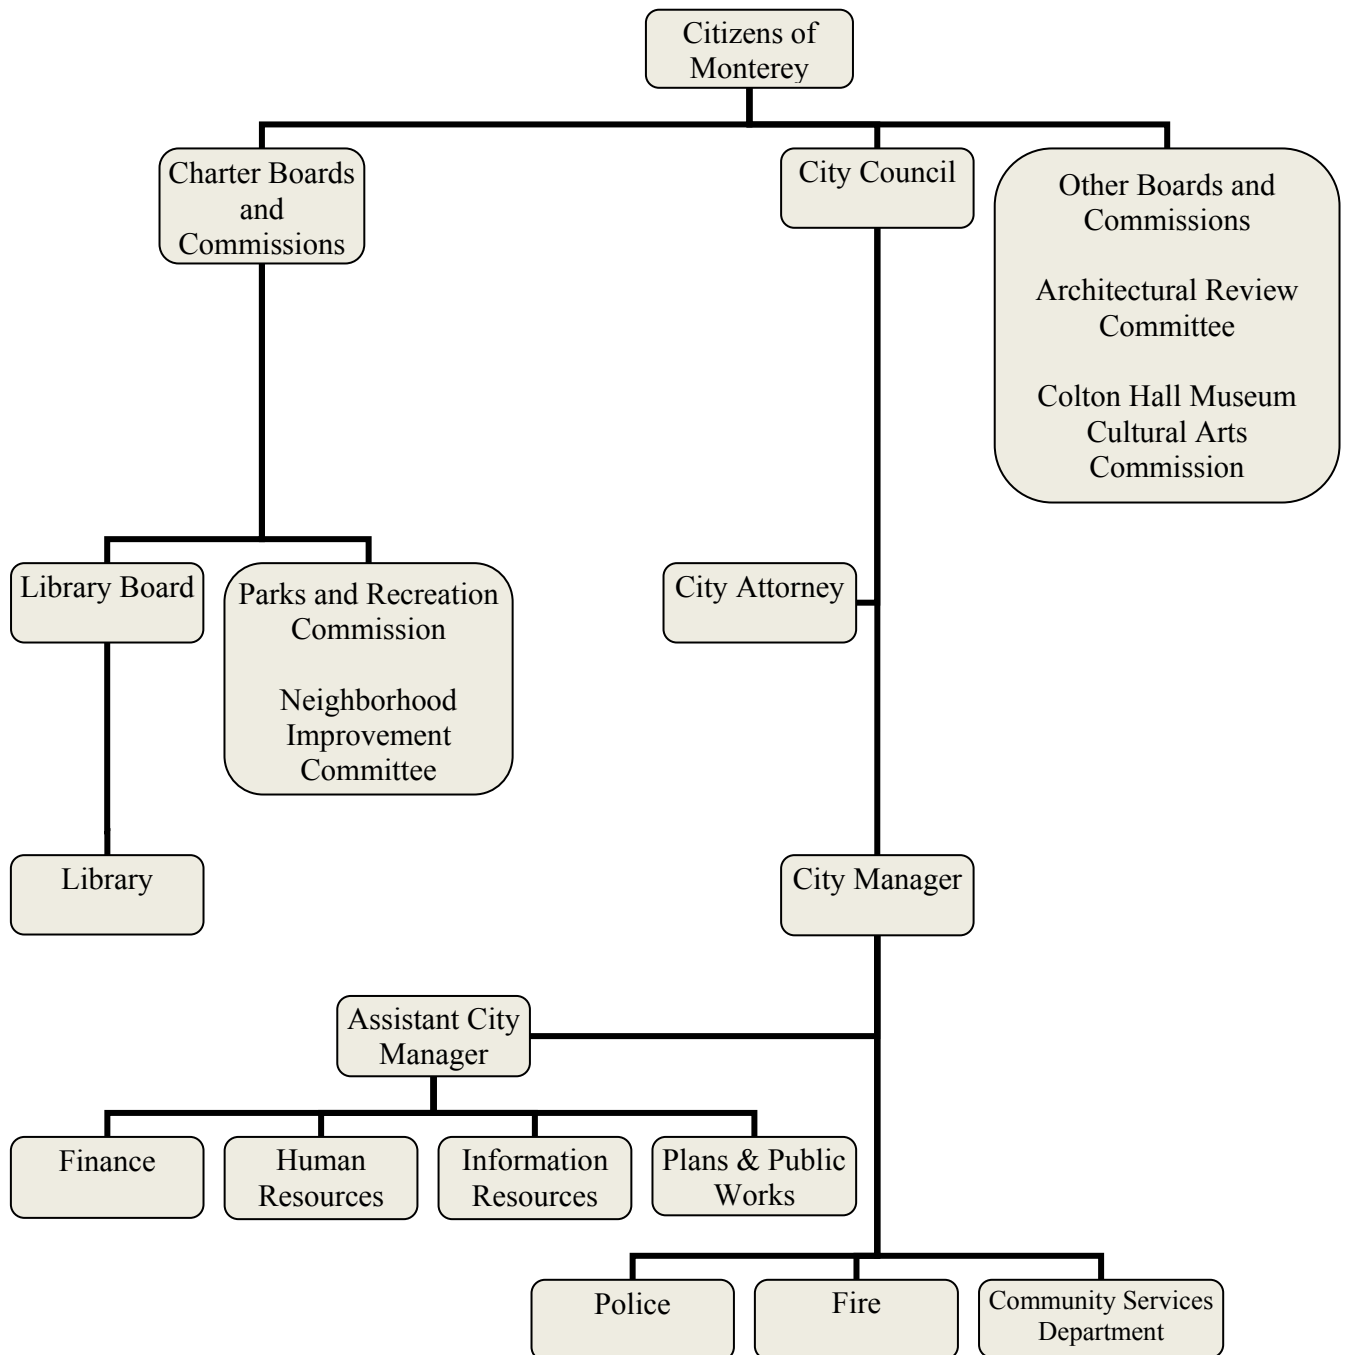 Citizens of
Monterey
Charter Boards
and
Commissions
City Council
Other Boards and
Commissions
Architectural Review
Committee
Colton Hall Museum
Cultural Arts
Commission
Library Board
Parks and Recreation
Commission
Neighborhood
Improvement
Committee
City Attorney
Library
City Manager
Assistant City
Manager
Finance
Human
Resources
Information
Resources
Plans & Public
Works
Police
Fire
Community Services
Department